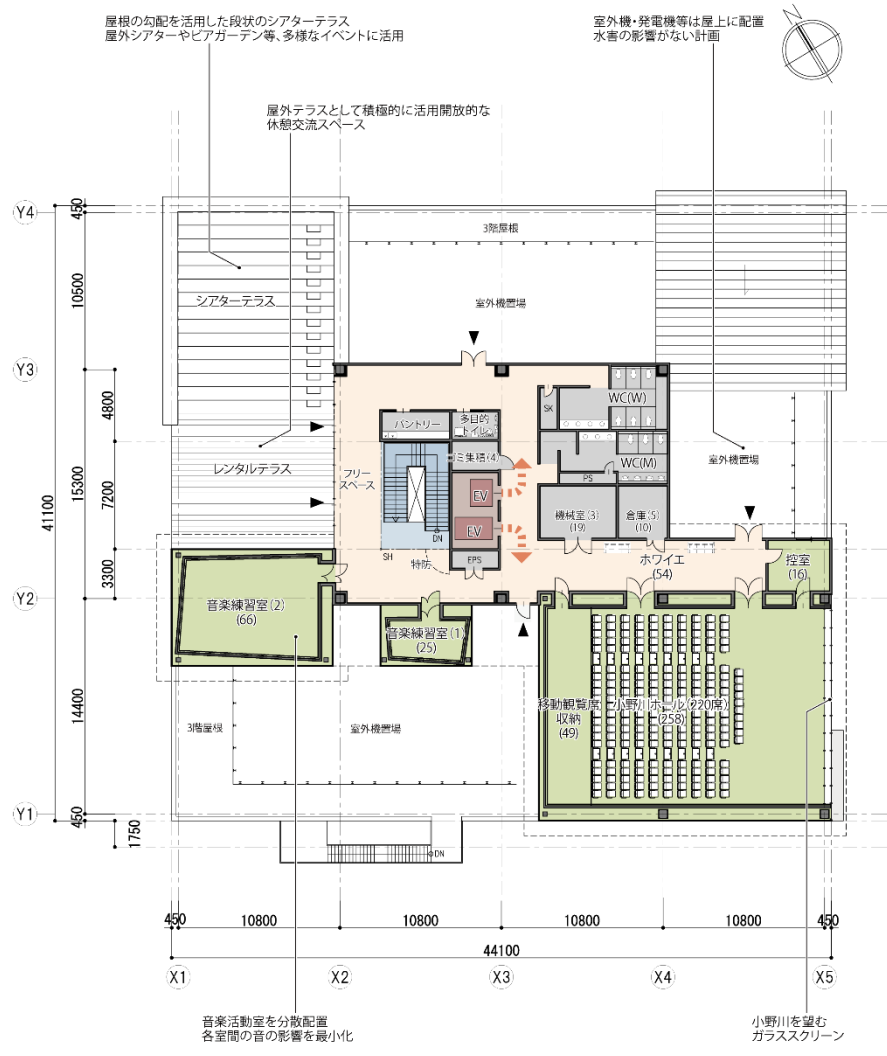 屋根の勾配を活用した段状のシアターテラス
屋外シアターやビアガーデン等、多様なイベントに活用
室外機・発電機等は屋上に配置
水害の影響がない計画
屋外テラスとして積極的に活用開放的な
休憩交流スペース
Y4
450
3階屋根
10500
シアターテラス
室外機置場
Y3
4800
WC(W)
SK
パントリー
多目的
トイレ
ゴミ集積(4)
WC(M)
室外機置場
レンタルテラス
フリー
スペース
PS
41100
15300
7200
EV
EV
機械室(3)
(19)
倉庫(5)
(10)
DN
SH
特防
EPS
ホワイエ
(54)
控室
(16)
3300
Y2
音楽練習室(2)
(66)
音楽練習室(1)
(25)
14400
3階屋根
室外機置場
移動観覧席
収納
(49)
小野川ホール(220席)
(258)
Y1
450
1750
DN
450
10800
10800
10800
10800
450
44100
X1
X2
X3
X4
X5
音楽活動室を分散配置
各室間の音の影響を最小化
小野川を望む
ガラススクリーン